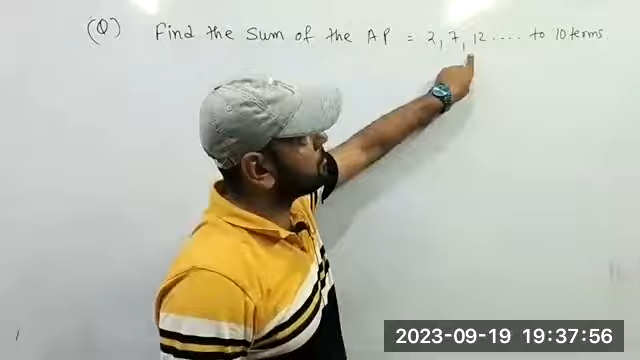 (Q) Find the Sum of the AP = 2, 7, 12 .... to 10 terms
2023-09-19 19:37:56